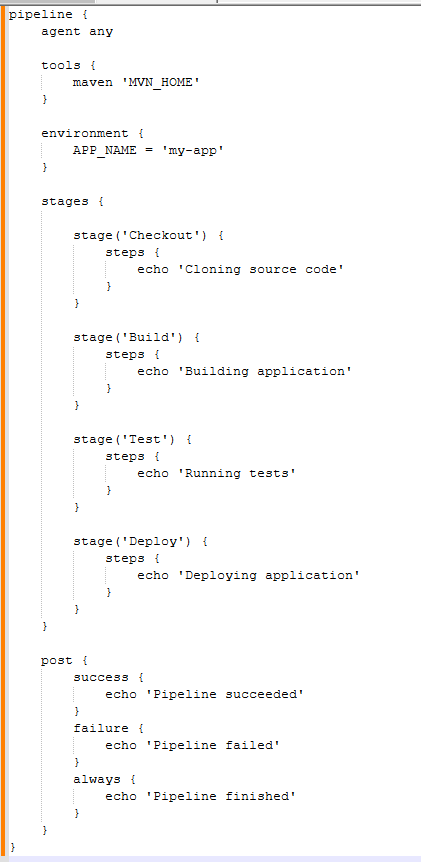 pipeline {
    agent any

    tools {
        maven 'MVN_HOME'
    }

    environment {
        APP_NAME = 'my-app'
    }

    stages {

        stage('Checkout') {
            steps {
                echo 'Cloning source code'
            }
        }

        stage('Build') {
            steps {
                echo 'Building application'
            }
        }

        stage('Test') {
            steps {
                echo 'Running tests'
            }
        }

        stage('Deploy') {
            steps {
                echo 'Deploying application'
            }
        }
    }

    post {
        success {
            echo 'Pipeline succeeded'
        }
        failure {
            echo 'Pipeline failed'
        }
        always {
            echo 'Pipeline finished'
        }
    }
}